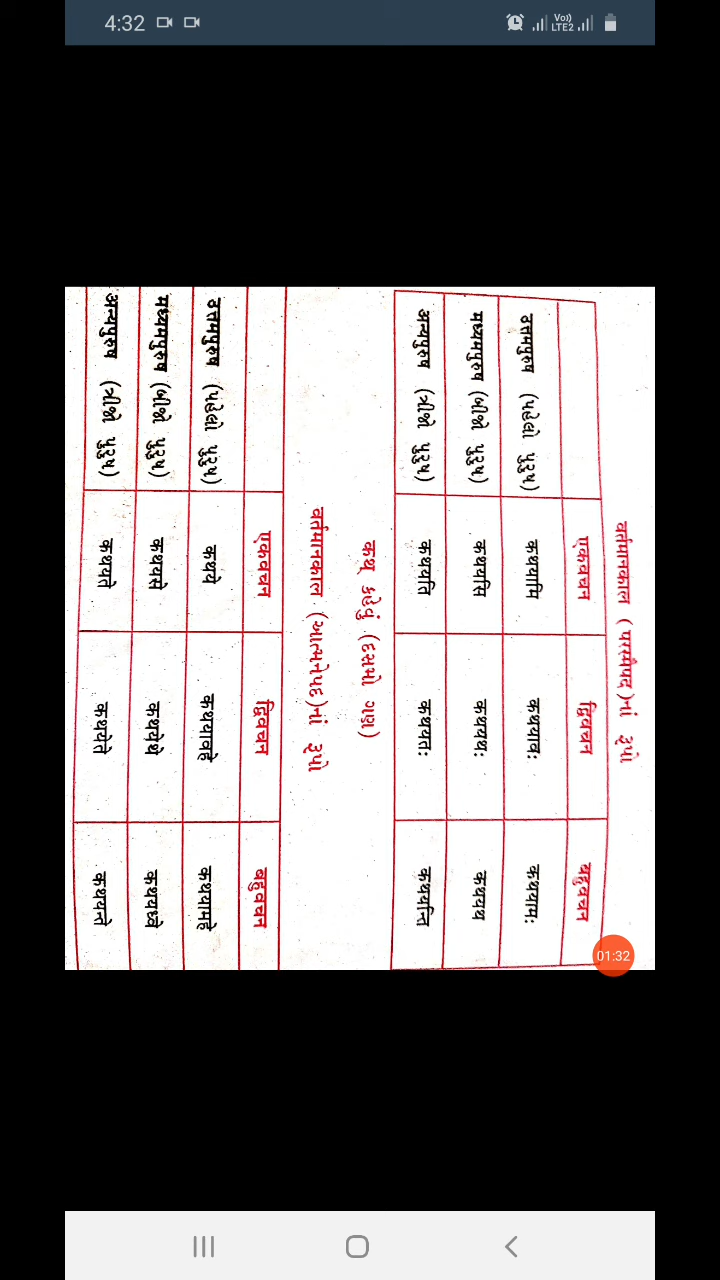 4:32
Vo)) LTE2
वर्तमानकाल ( परस्मैपद )નાં રૂપો
एकवचन द्विवचन बहुवचन
उत्तमपुरुष (પહેલો પુરુષ) कथयामि कथयावः कथयामः
मध्यमपुरुष (બીજો પુરુષ) कथयसि कथयथः कथयथ
अन्यपुरुष (ત્રીજો પુરુષ) कथयति कथयतः कथयन्ति
कथ् કહેવું (દસમો ગણ)
वर्तमानकाल (આત્મનેપદ)નાં રૂપો
एकवचन द्विवचन बहुवचन
उत्तमपुरुष (પહેલો પુરુષ) कथये कथयावहे कथयामहे
मध्यमपुरुष (બીજો પુરુષ) कथयसे कथयेथे कथयध्वे
अन्यपुरुष (ત્રીજો પુરુષ) कथयते कथयेते कथयन्ते
01:32